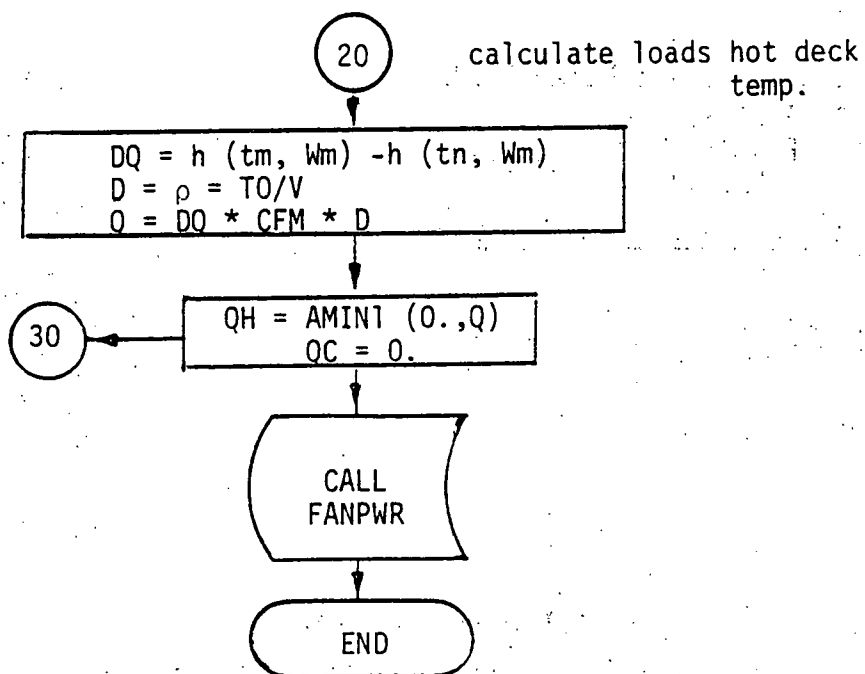 20
calculate loads hot deck
temp.
DQ = h (tm, Wm) -h (tn, Wm)
D = ρ = TO/V
Q = DQ * CFM * D
30
QH = AMIN1 (0.,Q)
QC = 0.
CALL
FANPWR
END